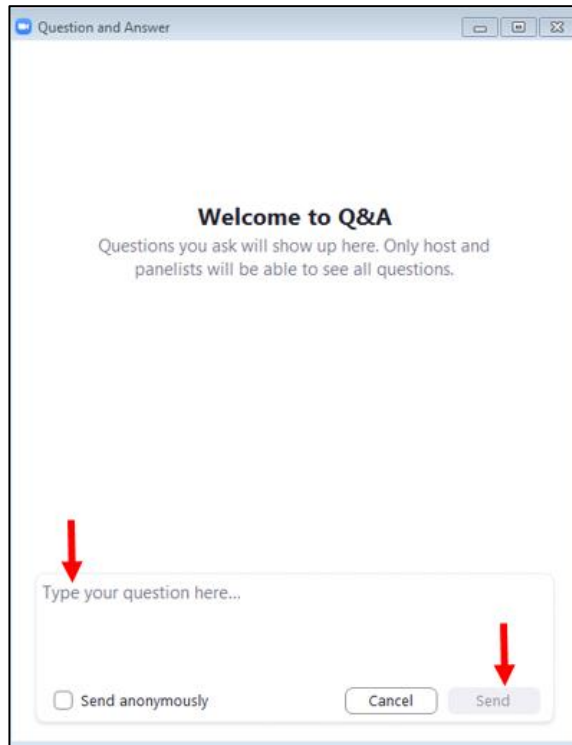 Question and Answer
Welcome to Q&A
Questions you ask will show up here. Only host and
panelists will be able to see all questions.
Type your question here...
Send anonymously
Cancel
Send